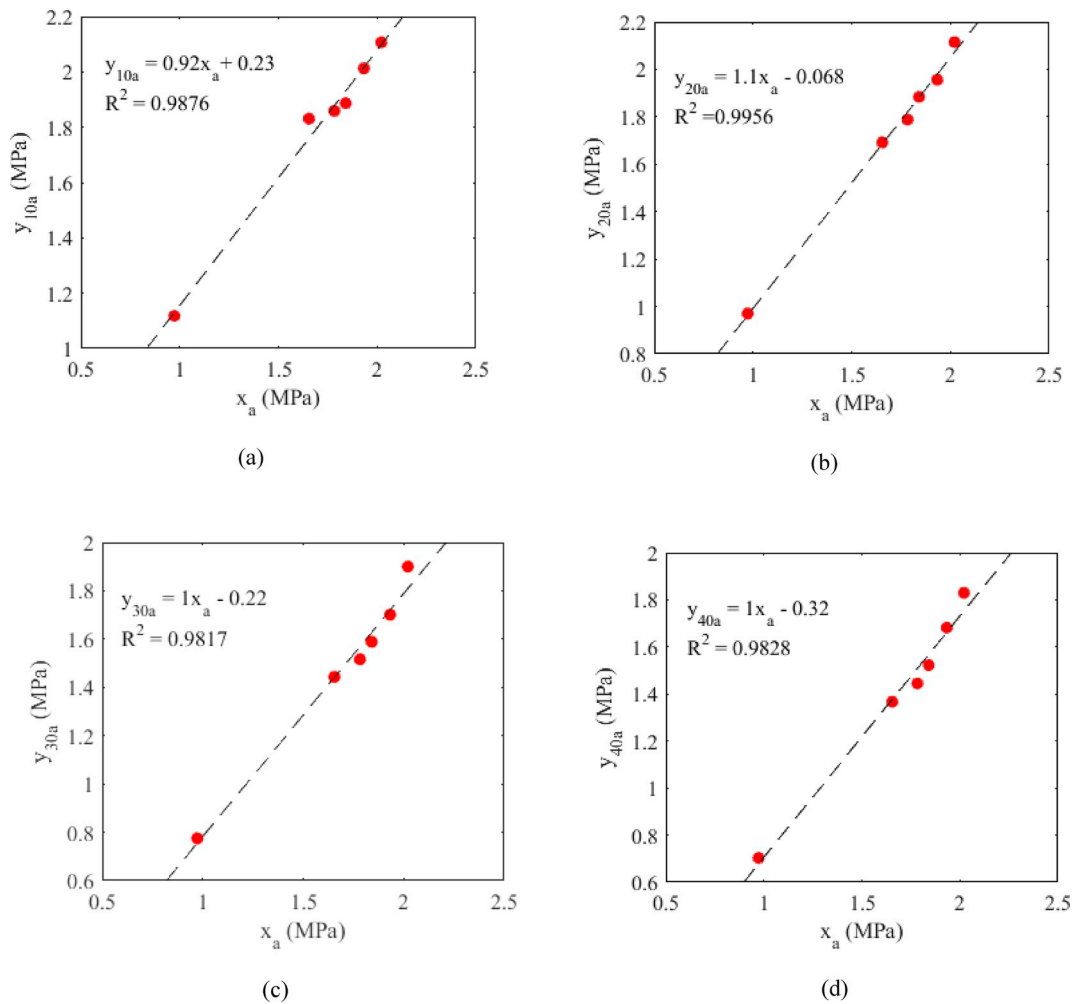 y10a = 0.92xa + 0.23
R2 = 0.9876
2.2
2
1.8
1.6
1.4
1.2
1
0.5
1
1.5
2
2.5
y10a (MPa)
xa (MPa)
(a)
y20a = 1.1xa - 0.068
R2 =0.9956
2.2
2
1.8
1.6
1.4
1.2
1
0.8
0.5
1
1.5
2
2.5
y20a (MPa)
xa (MPa)
(b)
y30a = 1xa - 0.22
R2 = 0.9817
2
1.8
1.6
1.4
1.2
1
0.8
0.6
0.5
1
1.5
2
2.5
y30a (MPa)
xa (MPa)
(c)
y40a = 1xa - 0.32
R2 = 0.9828
2
1.8
1.6
1.4
1.2
1
0.8
0.6
0.5
1
1.5
2
2.5
y40a (MPa)
xa (MPa)
(d)